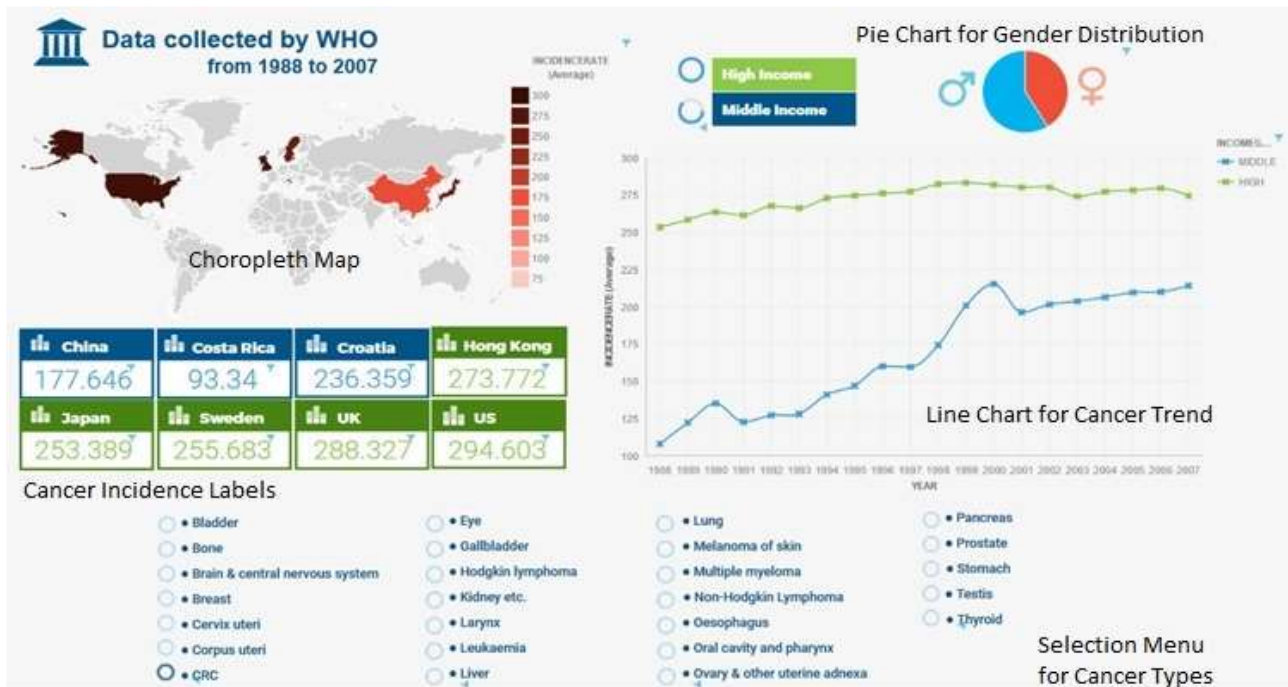 Data collected by WHO
from 1988 to 2007
INCIDENCERATE
(Average)
300
275
250
225
200
175
150
125
100
75
Choropleth Map
High Income
Middle Income
Pie Chart for Gender Distribution
INCOMEG...
MIDDLE
HIGH
INCIDENCERATE (Average)
300
275
250
225
200
175
150
125
100
1988 1989 1990 1991 1992 1993 1994 1995 1996 1997 1998 1999 2000 2001 2002 2003 2004 2005 2006 2007
YEAR
Line Chart for Cancer Trend
China Costa Rica Croatia Hong Kong
177.646 93.34 236.359 273.772
Japan Sweden UK US
253.389 255.683 288.327 294.603
Cancer Incidence Labels
• Bladder
• Bone
• Brain & central nervous system
• Breast
• Cervix uteri
• Corpus uteri
• CRC
• Eye
• Gallbladder
• Hodgkin lymphoma
• Kidney etc.
• Larynx
• Leukaemia
• Liver
• Lung
• Melanoma of skin
• Multiple myeloma
• Non-Hodgkin Lymphoma
• Oesophagus
• Oral cavity and pharynx
• Ovary & other uterine adnexa
• Pancreas
• Prostate
• Stomach
• Testis
• Thyroid
Selection Menu
for Cancer Types